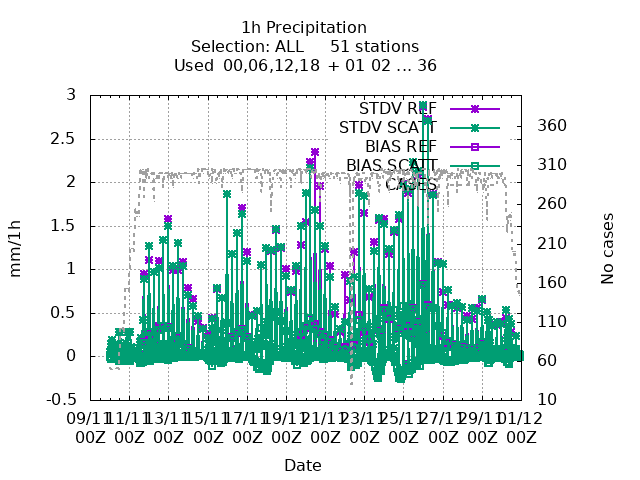 1h Precipitation
Selection: ALL 51 stations
Used 00,06,12,18 + 01 02 ... 36
STDV REF
STDV SCATT
BIAS REF
BIAS SCATT
CASES
3
2.5
2
1.5
1
0.5
0
-0.5
360
310
260
210
160
110
60
10
mm/1h
No cases
09/11 11/11 13/11 15/11 17/11 19/11 21/11 23/11 25/11 27/11 29/11 01/12
00Z 00Z 00Z 00Z 00Z 00Z 00Z 00Z 00Z 00Z 00Z 00Z
Date